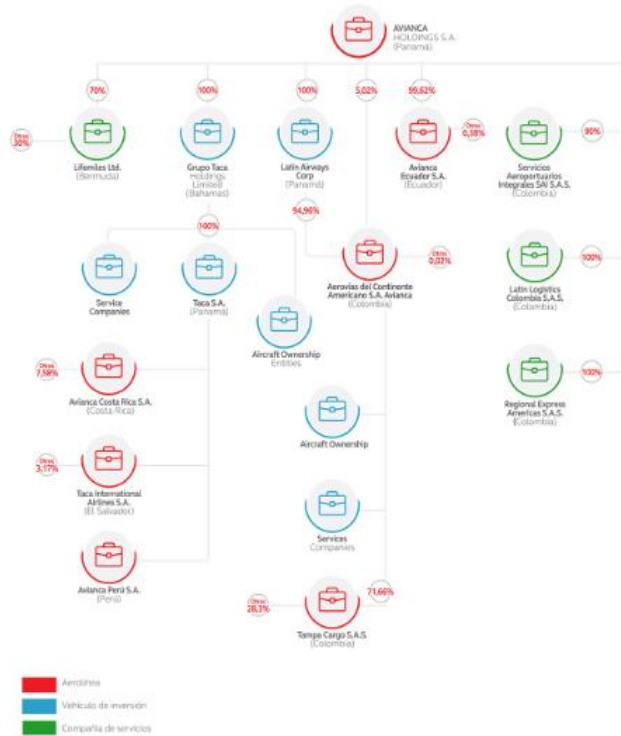 AVIANCA
HOLDINGS S.A.
(Panamá)
70%
100%
100%
5,02%
99,62%
Otros
30%
Lifemiles Ltd.
(Bermuda)
Grupo Taca
Holdings
Limited
(Bahamas)
Latin Airways
Corp
(Panamá)
Avianca
Ecuador S.A.
(Ecuador)
Otros
0,38%
Servicios
Aeroportuarios
Integrales SAI S.A.S.
(Colombia)
90%
94,96%
100%
Service
Companies
Taca S.A.
(Panamá)
Aircraft Ownership
Entities
Aerovías del Continente
Americano S.A. Avianca
(Colombia)
Otros
0,02%
Latin Logistics
Colombia S.A.S.
(Colombia)
100%
Otros
7,58%
Avianca Costa Rica S.A.
(Costa Rica)
Aircraft Ownership
Regional Express
Americas S.A.S.
(Colombia)
100%
Otros
3,17%
Taca International
Airlines S.A.
(El Salvador)
Services
Companies
Avianca Perú S.A.
(Perú)
71,66%
Otros
28,3%
Tampa Cargo S.A.S.
(Colombia)
Aerolínea
Vehículo de inversión
Compañía de servicios